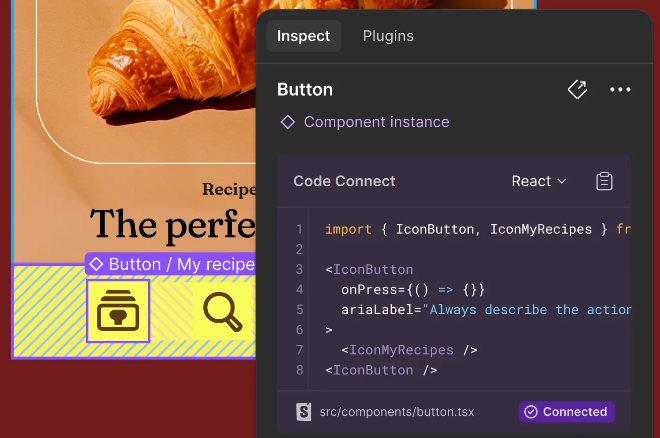 Inspect Plugins
Button
Component instance
Code Connect React
1 import { IconButton, IconMyRecipes } fr
2
3 <IconButton
4 onPress={() => {}}
5 ariaLabel="Always describe the action
6 >
7 <IconMyRecipes />
8 <IconButton />
src/components/button.tsx Connected
Recipe
The perfe
Button / My recipe